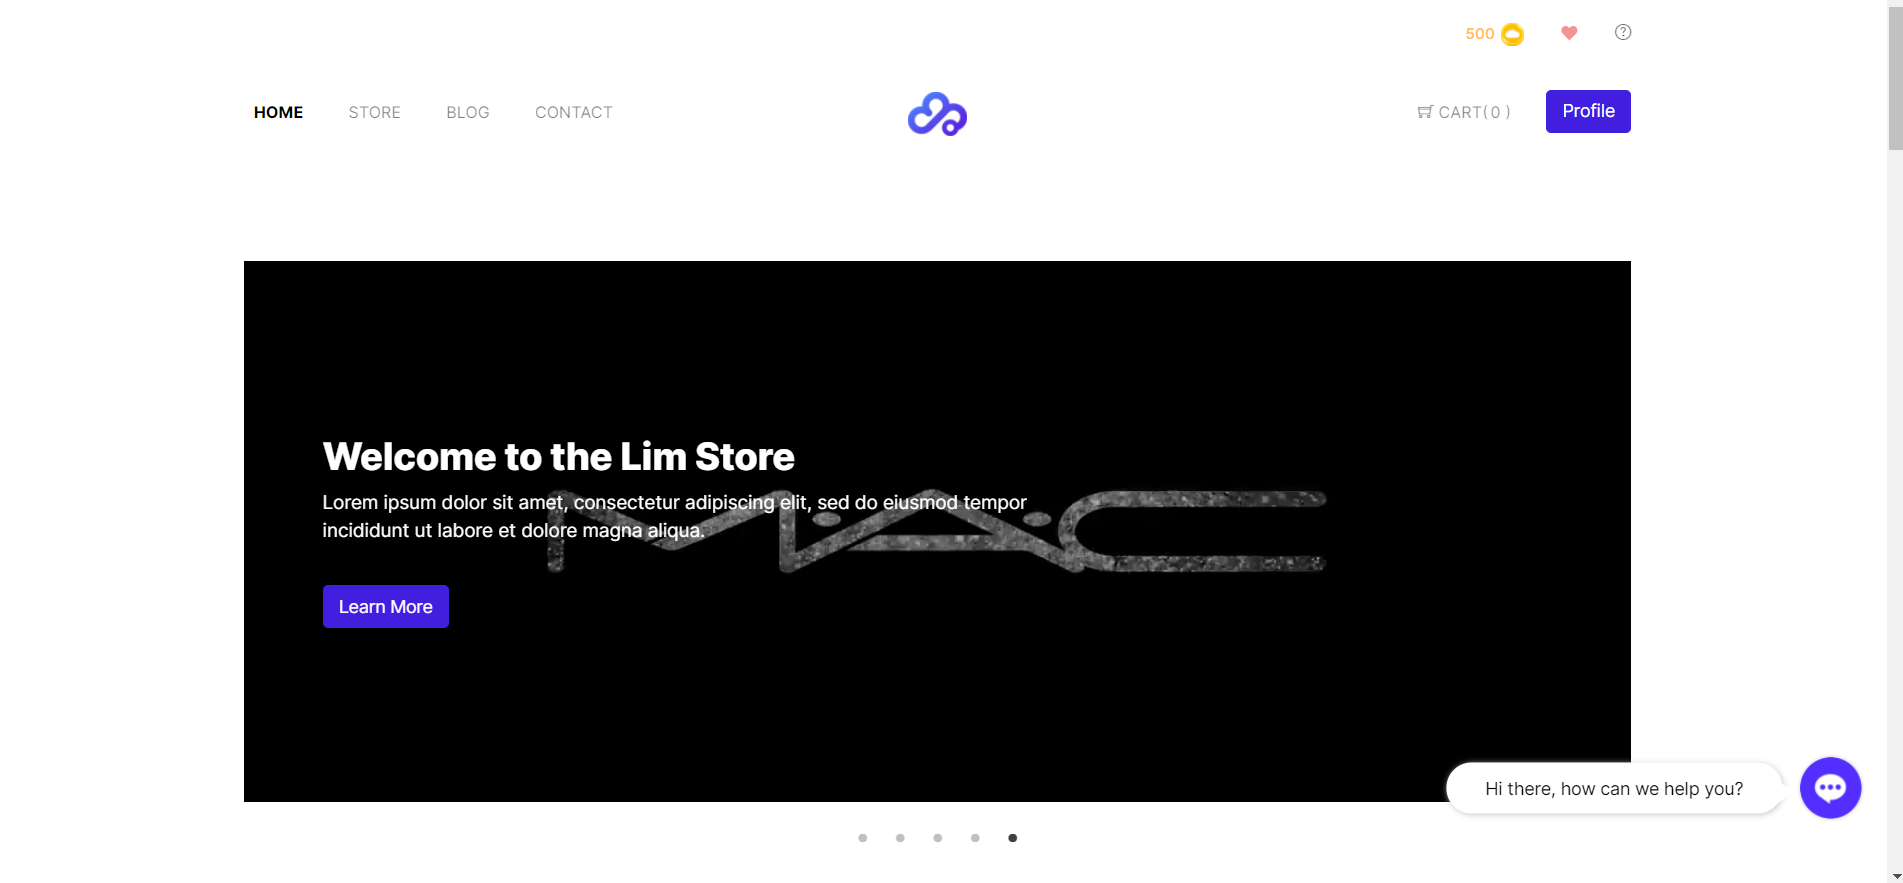 500
HOME STORE BLOG CONTACT CART( 0 ) Profile
Welcome to the Lim Store
Lorem ipsum dolor sit amet, consectetur adipiscing elit, sed do eiusmod tempor
incididunt ut labore et dolore magna aliqua.
MAC
Learn More
Hi there, how can we help you?